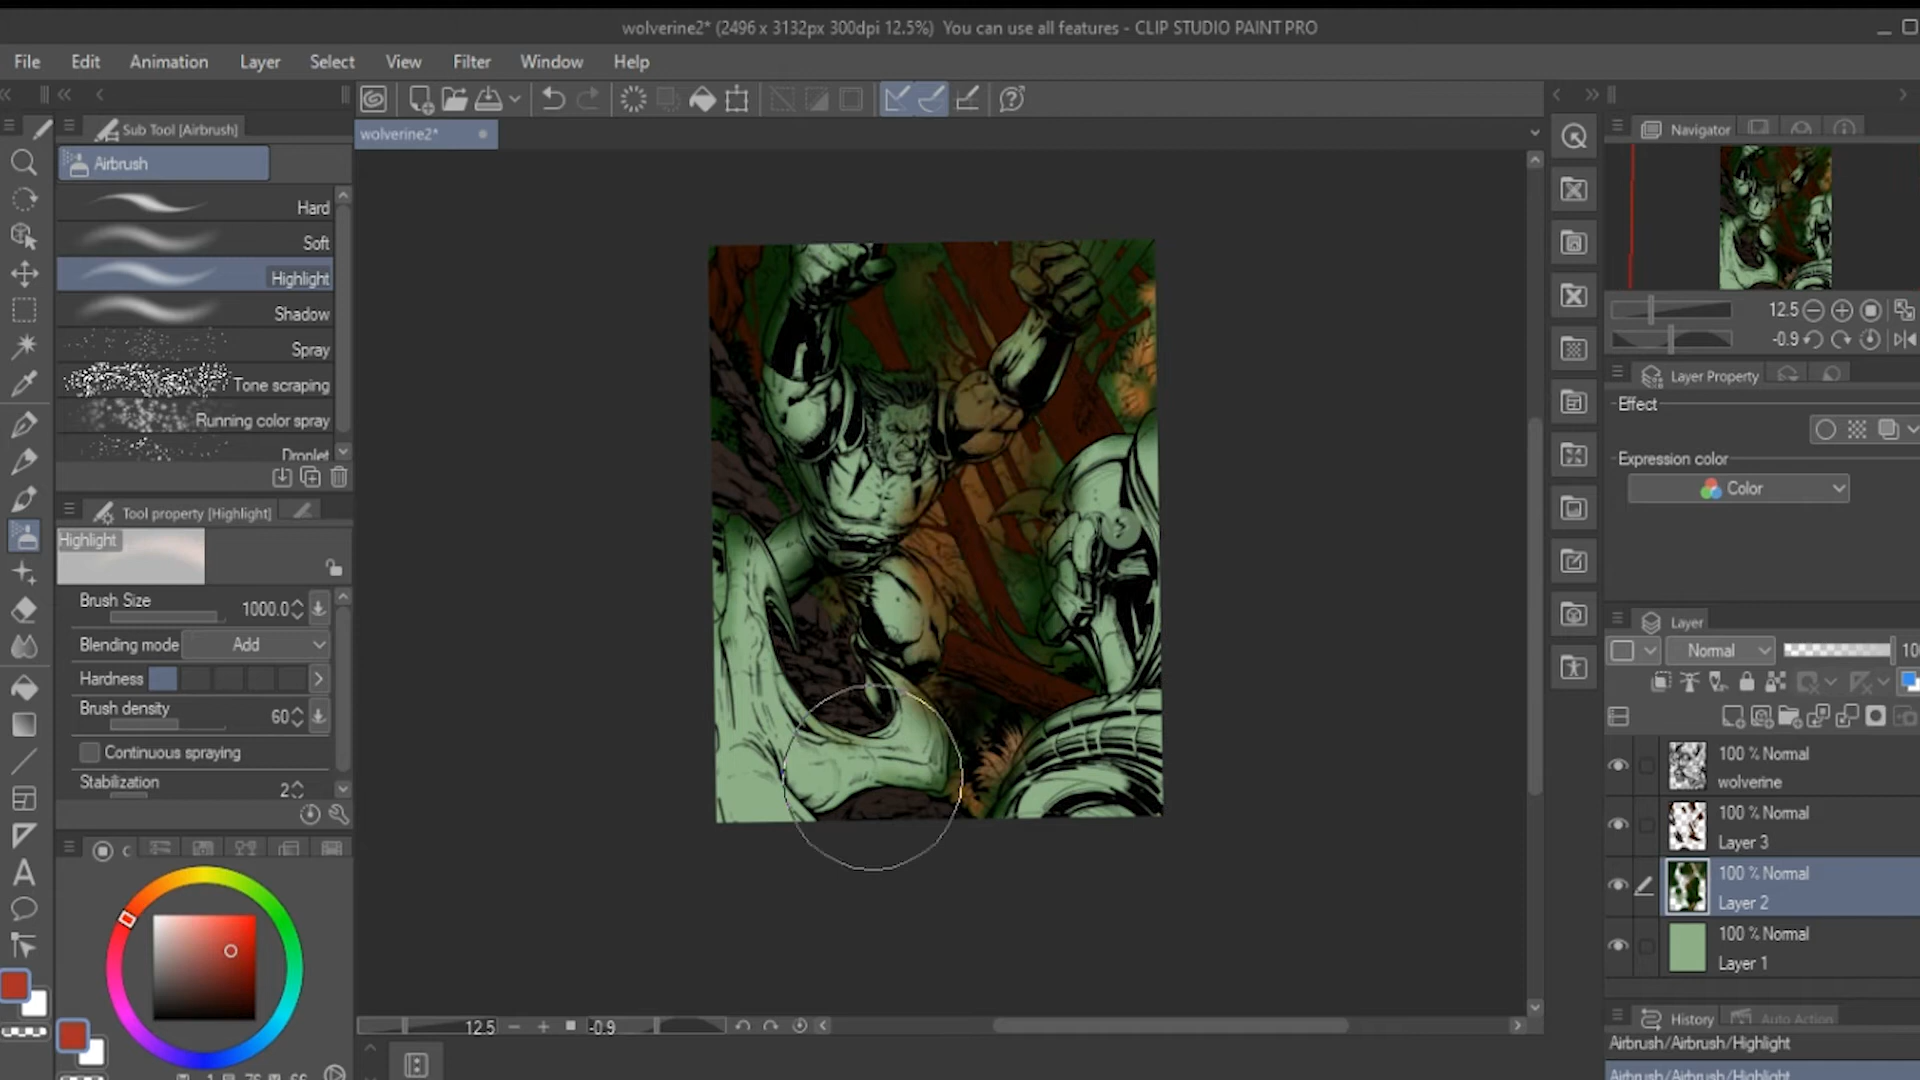 wolverine2* (2496 x 3132px 300dpi 12.5%) You can use all features - CLIP STUDIO PAINT PRO
File Edit Animation Layer Select View Filter Window Help
Sub Tool [Airbrush]
wolverine2*
Navigator
Airbrush
Hard
Soft
Highlight
Shadow
Spray
Tone scraping
Running color spray
Droplet
12.5
-0.9
Layer Property
Effect
Expression color
Color
Tool property [Highlight]
Highlight
Brush Size 1000.0
Blending mode Add
Hardness
Brush density 60
Continuous spraying
Stabilization 2
Layer
Normal
100 % Normal
wolverine
100 % Normal
Layer 3
100 % Normal
Layer 2
100 % Normal
Layer 1
A
12.5 -0.9
History Auto Action
Airbrush/Airbrush/Highlight
Airbrush/Airbrush/Highlight